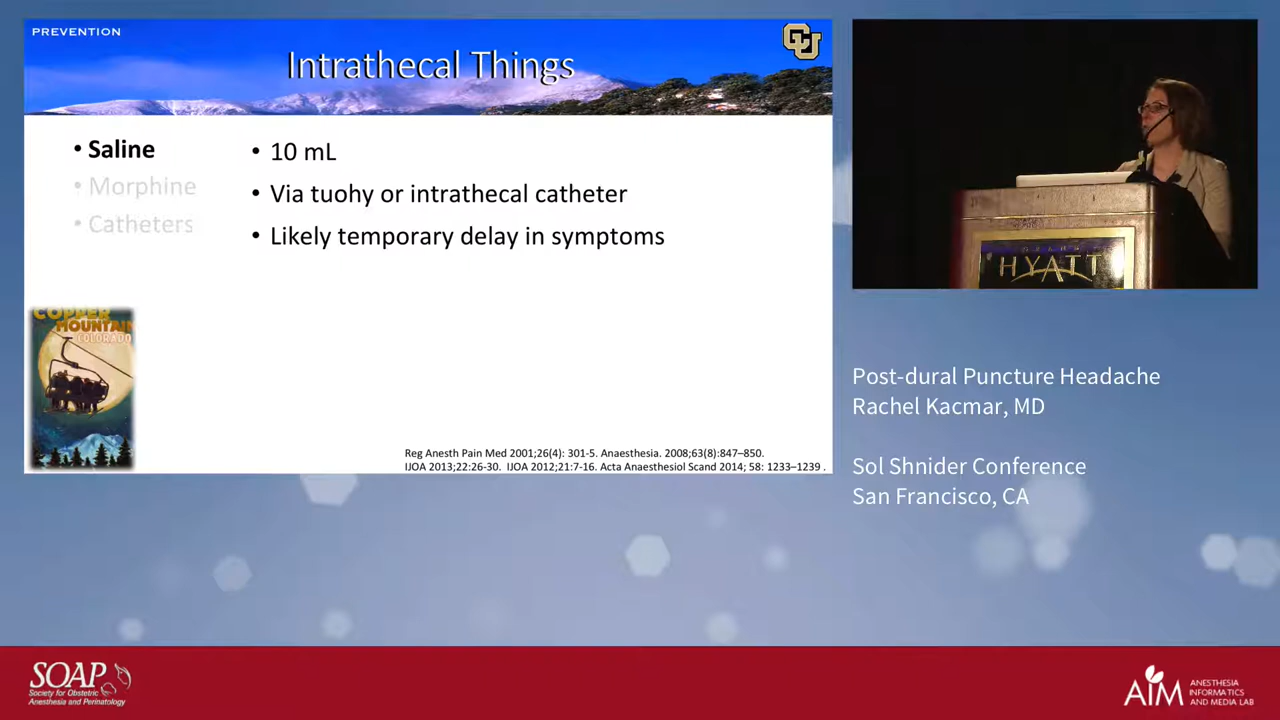 PREVENTION
Intrathecal Things
CU
• Saline
• Morphine
• Catheters
• 10 mL
• Via tuohy or intrathecal catheter
• Likely temporary delay in symptoms
COPPER
MOUNTAIN
COLORADO
Reg Anesth Pain Med 2001;26(4): 301-5. Anaesthesia. 2008;63(8):847–850.
IJOA 2013;22:26-30. IJOA 2012;21:7-16. Acta Anaesthesiol Scand 2014; 58: 1233–1239 .
GRAND
HYATT
Post-dural Puncture Headache
Rachel Kacmar, MD
Sol Shnider Conference
San Francisco, CA
SOAP
Society for Obstetric
Anesthesia and Perinatology
AIM
ANESTHESIA
INFORMATICS
AND MEDIA LAB